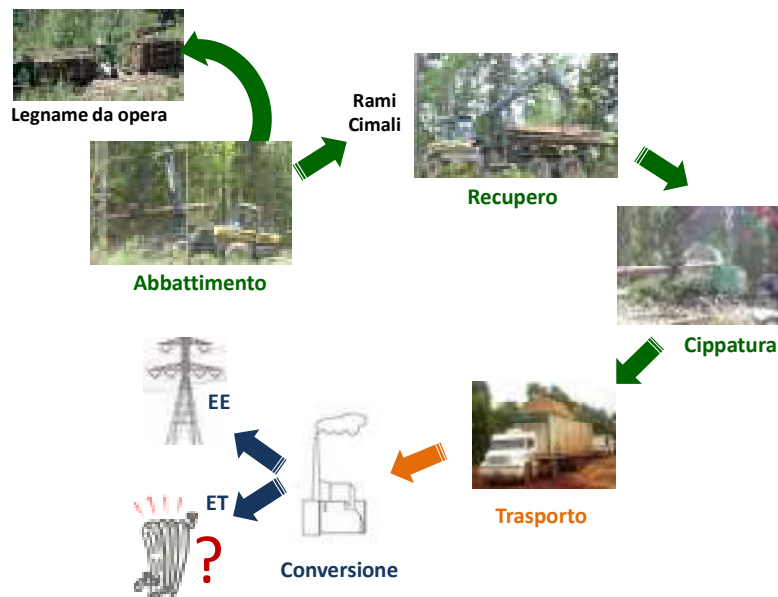 Legname da opera
Rami
Cimali
Recupero
Abbattimento
Cippatura
EE
ET
Trasporto
?
Conversione